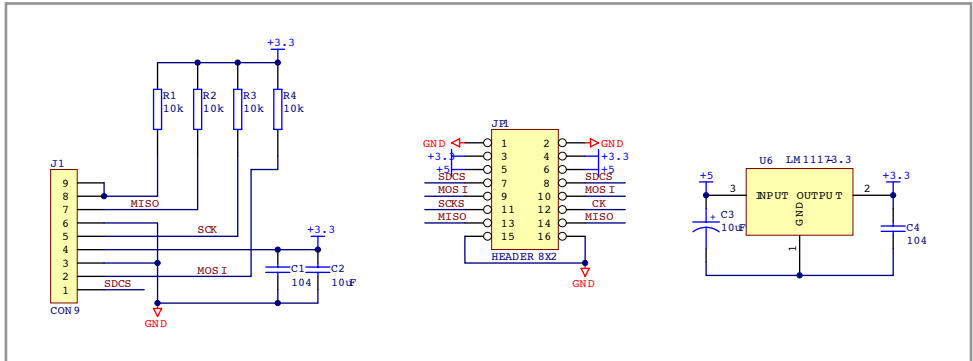 +3.3
R1 R2 R3 R4
10k 10k 10k 10k
J1
9
8
7 MISO
6
5 SCK
4
3
2 MOSI
1 SDCS
CON9
+3.3
C1 C2
104 10uF
GND
JP1
GND 1 2 GND
+3.3 3 4 +3.3
+5 5 6 +5
SDCS 7 8 SDCS
MOSI 9 10 MOSI
SCKS 11 12 CK
MISO 13 14 MISO
15 16
HEADER 8X2
GND
U6 LM11173.3
+5 +3.3
3 INPUT OUTPUT 2
GND
1
+
C3
10uF
C4
104